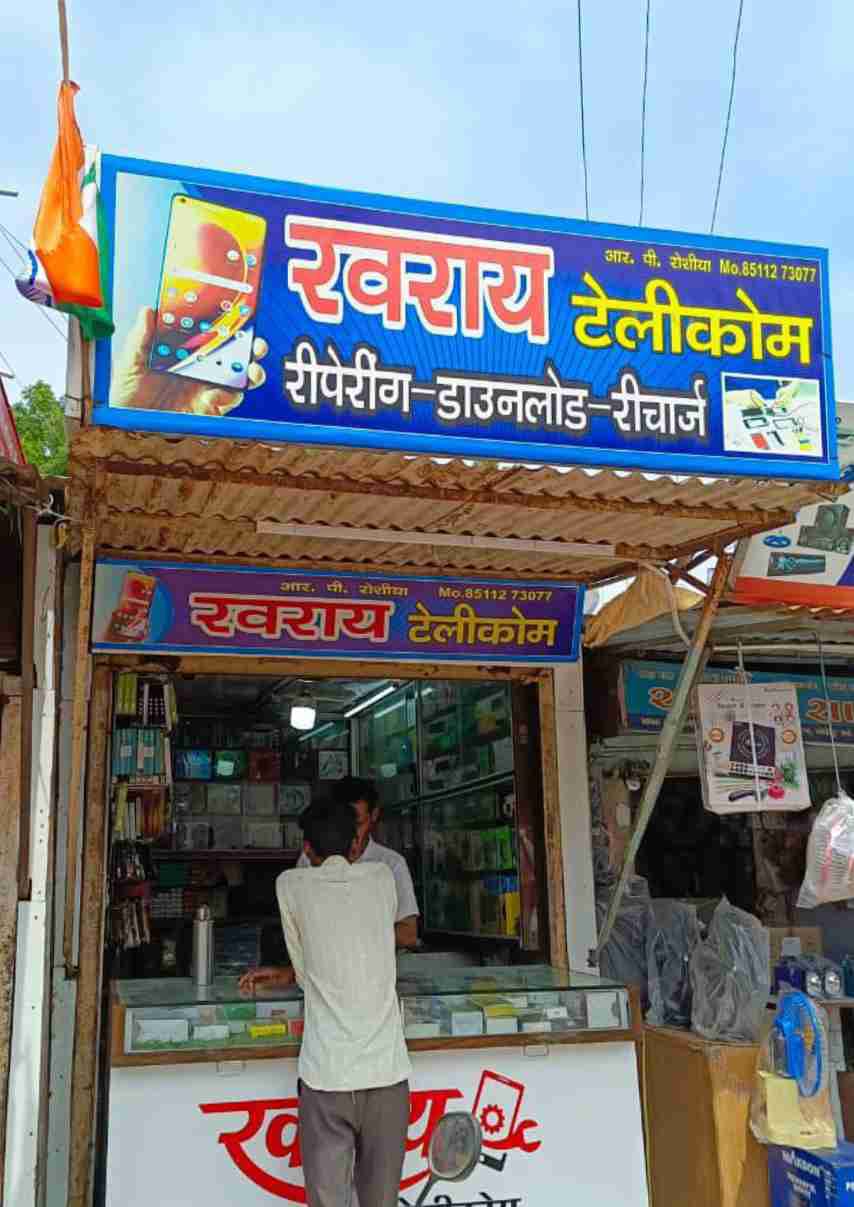 आर. पी. रोशीया Mo.85112 73077
रवराय टेलीकोम
रीपेरींग-डाउनलोड-रीचार्ज
आर. पी. रोशीया Mo.85112 73077
रवराय टेलीकोम